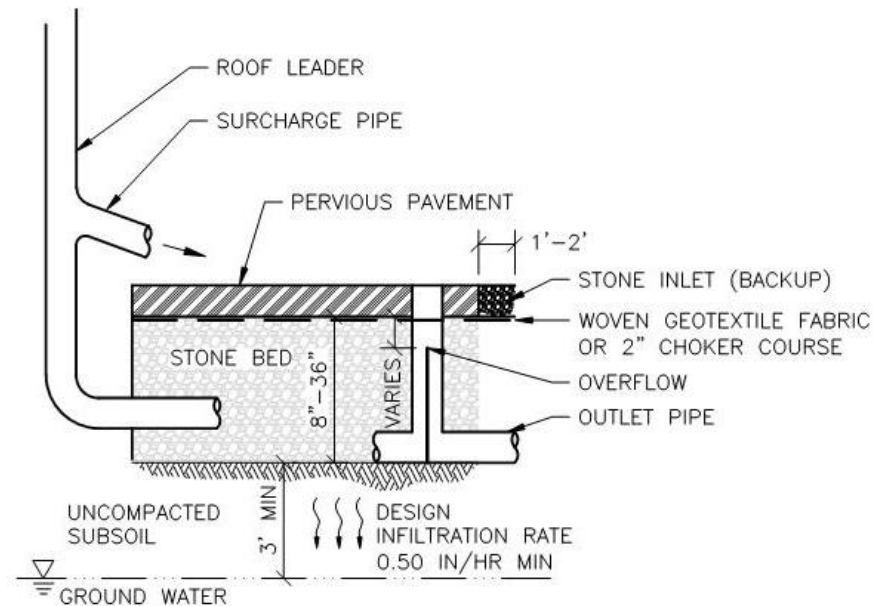 ROOF LEADER
SURCHARGE PIPE
PERVIOUS PAVEMENT
1'-2'
STONE INLET (BACKUP)
WOVEN GEOTEXTILE FABRIC
OR 2" CHOKER COURSE
STONE BED
8"-36"
VARIES
OVERFLOW
OUTLET PIPE
UNCOMPACTED
SUBSOIL
3' MIN
DESIGN
INFILTRATION RATE
0.50 IN/HR MIN
GROUND WATER